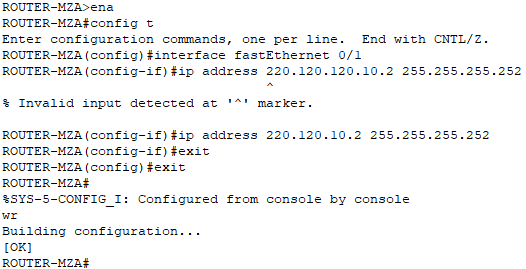 ROUTER-MZA>ena
ROUTER-MZA#config t
Enter configuration commands, one per line.  End with CNTL/Z.
ROUTER-MZA(config)#interface fastEthernet 0/1
ROUTER-MZA(config-if)#ip address 220.120.120.10.2 255.255.255.252
^
% Invalid input detected at '^' marker.
ROUTER-MZA(config-if)#ip address 220.120.10.2 255.255.255.252
ROUTER-MZA(config-if)#exit
ROUTER-MZA(config)#exit
ROUTER-MZA#
%SYS-5-CONFIG_I: Configured from console by console
wr
Building configuration...
[OK]
ROUTER-MZA#